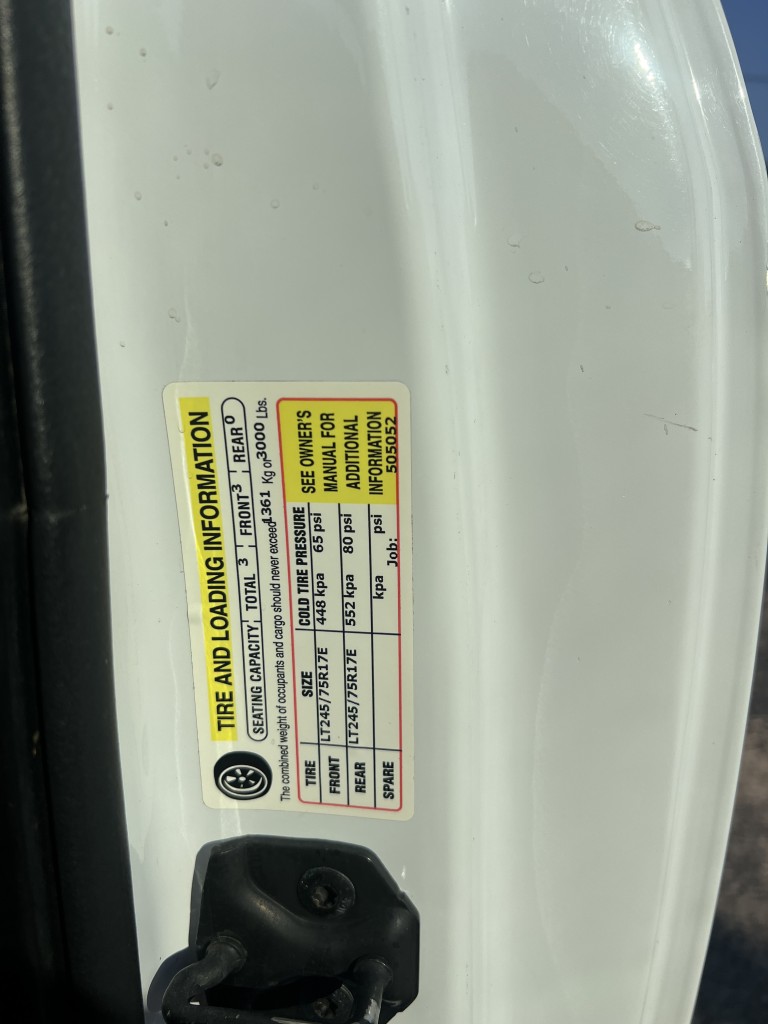 TIRE AND LOADING INFORMATION
SEATING CAPACITY TOTAL 3 FRONT 3 REAR 0
The combined weight of occupants and cargo should never exceed 1361 Kg or 3000 Lbs.
TIRE SIZE COLD TIRE PRESSURE
FRONT LT245/75R17E 448 kpa 65 psi
REAR LT245/75R17E 552 kpa 80 psi
SPARE kpa psi
SEE OWNER'S
MANUAL FOR
ADDITIONAL
INFORMATION
Job: 505052